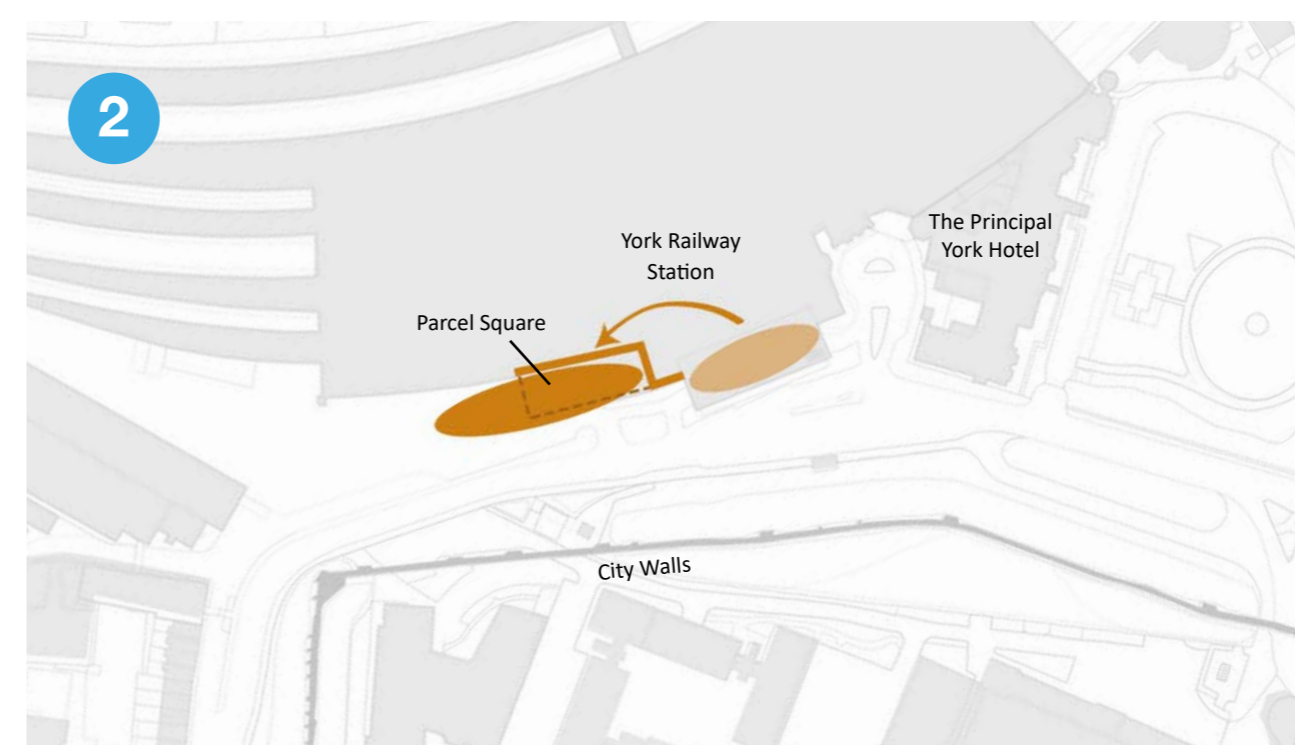 2
The Principal
York Hotel
York Railway
Station
Parcel Square
City Walls